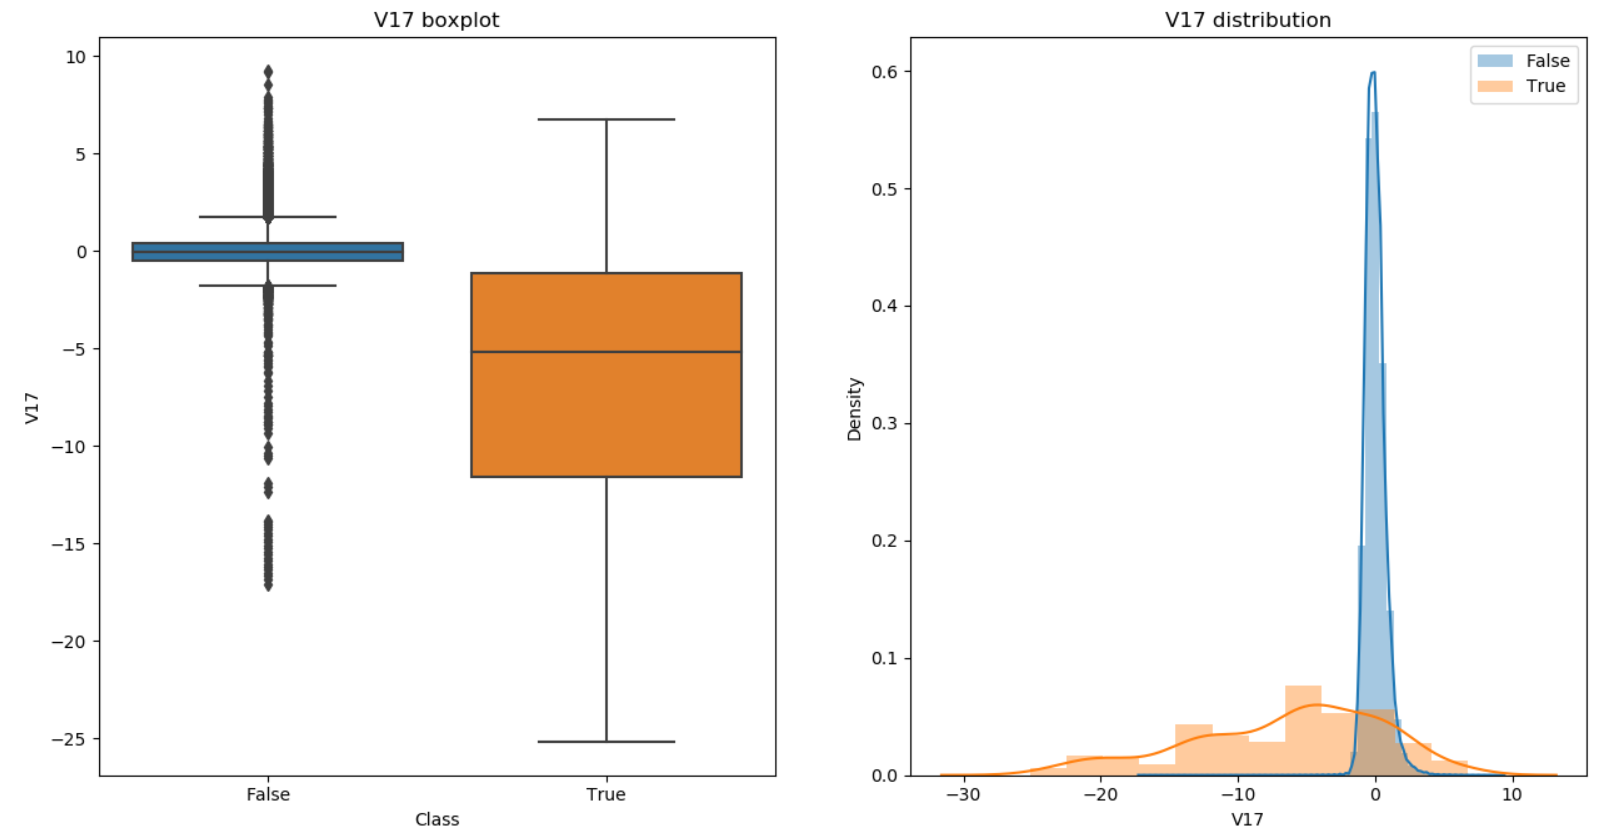 V17 boxplot
10
5
0
−5
−10
−15
−20
−25
V17
False
True
Class
V17 distribution
False
True
0.6
0.5
0.4
0.3
0.2
0.1
0.0
Density
−30
−20
−10
0
10
V17